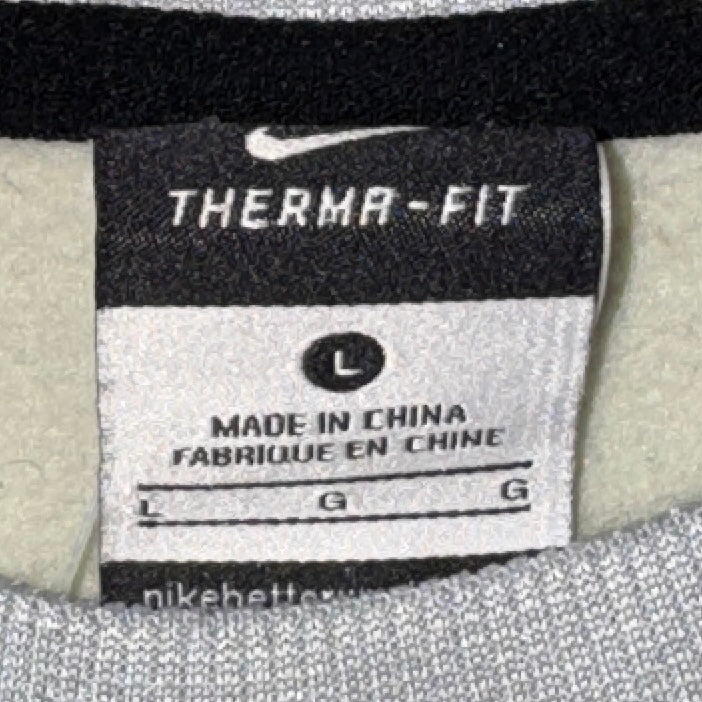 THERMA-FIT
L
MADE IN CHINA
FABRIQUE EN CHINE
L G G